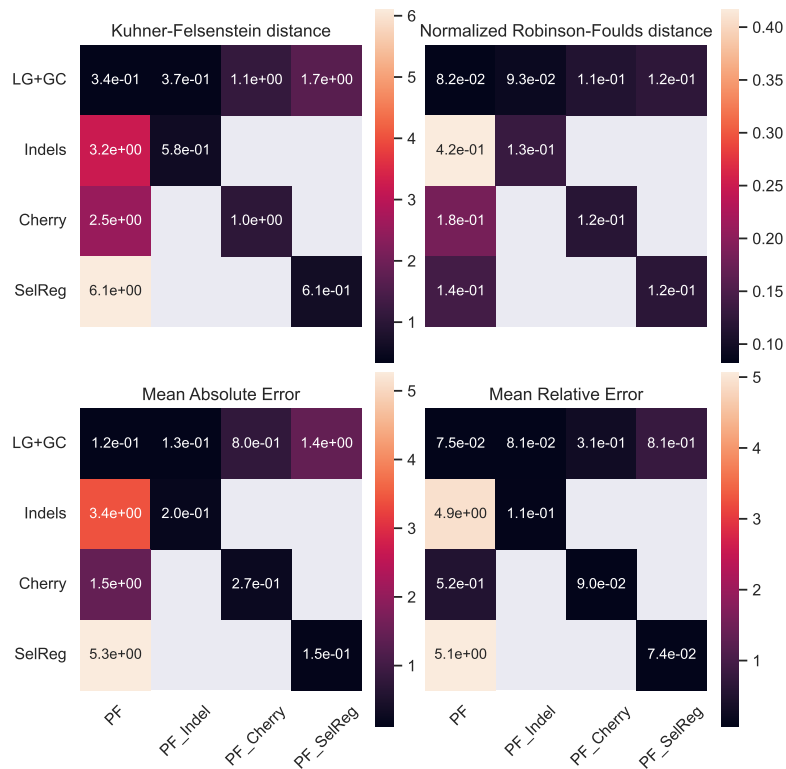 Kuhner-Felsenstein distance
LG+GC 3.4e-01 3.7e-01 1.1e+00 1.7e+00
Indels 3.2e+00 5.8e-01
Cherry 2.5e+00 1.0e+00
SelReg 6.1e+00 6.1e-01
6
5
4
3
2
1
Normalized Robinson-Foulds distance
8.2e-02 9.3e-02 1.1e-01 1.2e-01
4.2e-01 1.3e-01
1.8e-01 1.2e-01
1.4e-01 1.2e-01
0.40
0.35
0.30
0.25
0.20
0.15
0.10
Mean Absolute Error
LG+GC 1.2e-01 1.3e-01 8.0e-01 1.4e+00
Indels 3.4e+00 2.0e-01
Cherry 1.5e+00 2.7e-01
SelReg 5.3e+00 1.5e-01
PF PF_Indel PF_Cherry PF_SelReg
5
4
3
2
1
Mean Relative Error
7.5e-02 8.1e-02 3.1e-01 8.1e-01
4.9e+00 1.1e-01
5.2e-01 9.0e-02
5.1e+00 7.4e-02
PF PF_Indel PF_Cherry PF_SelReg
5
4
3
2
1